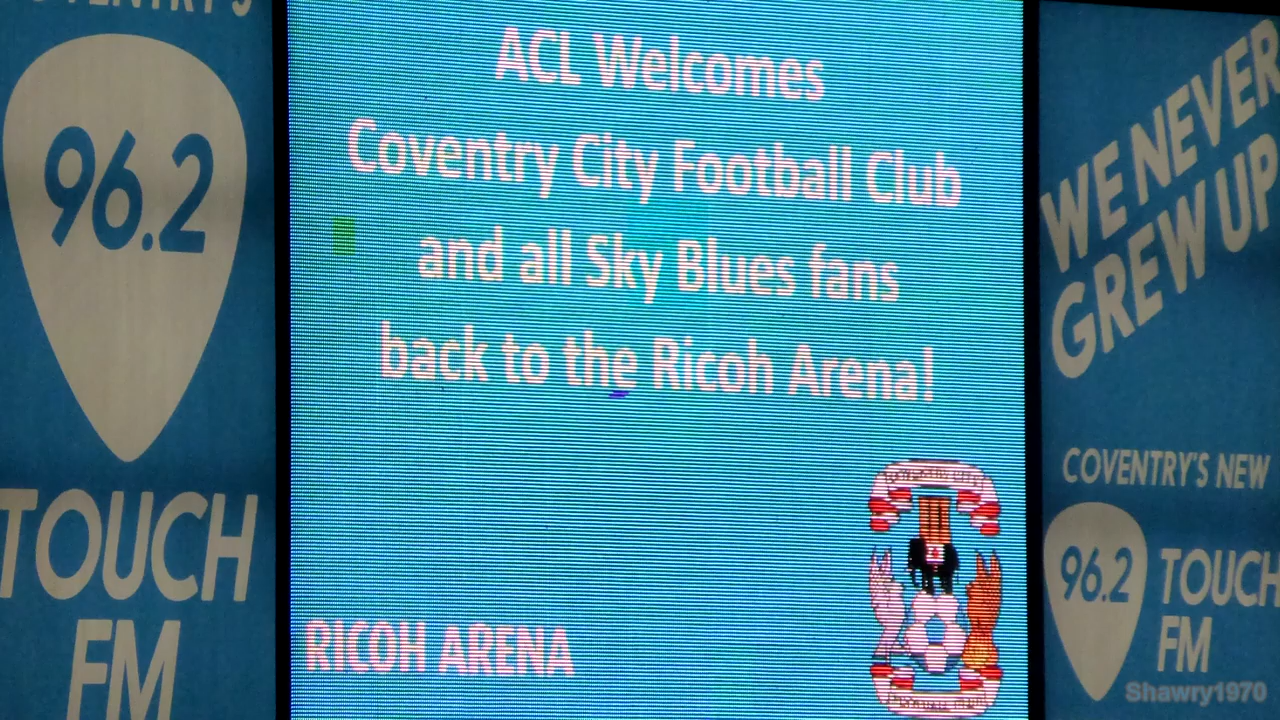 96.2
TOUCH
FM
ACL Welcomes
Coventry City Football Club
and all Sky Blues fans
back to the Ricoh Arena!
RICOH ARENA
WE NEVER
GREW UP
COVENTRY'S NEW
96.2
TOUCH
FM
Shawry1970